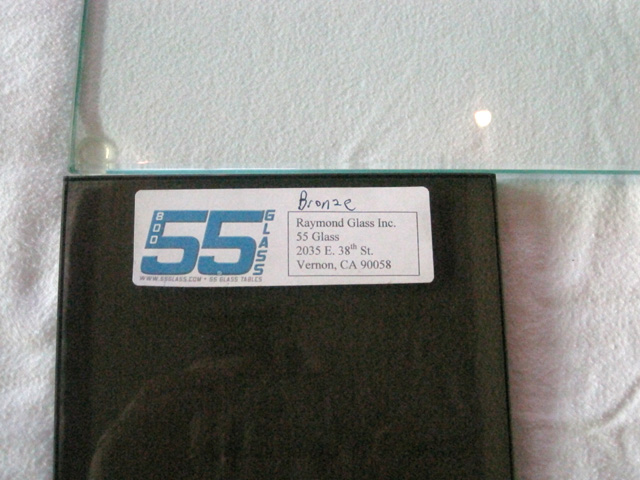 Bronze
800
55
GLASS
WWW.55GLASS.COM • 55 GLASS TABLES
Raymond Glass Inc.
55 Glass
2035 E. 38th St.
Vernon, CA 90058